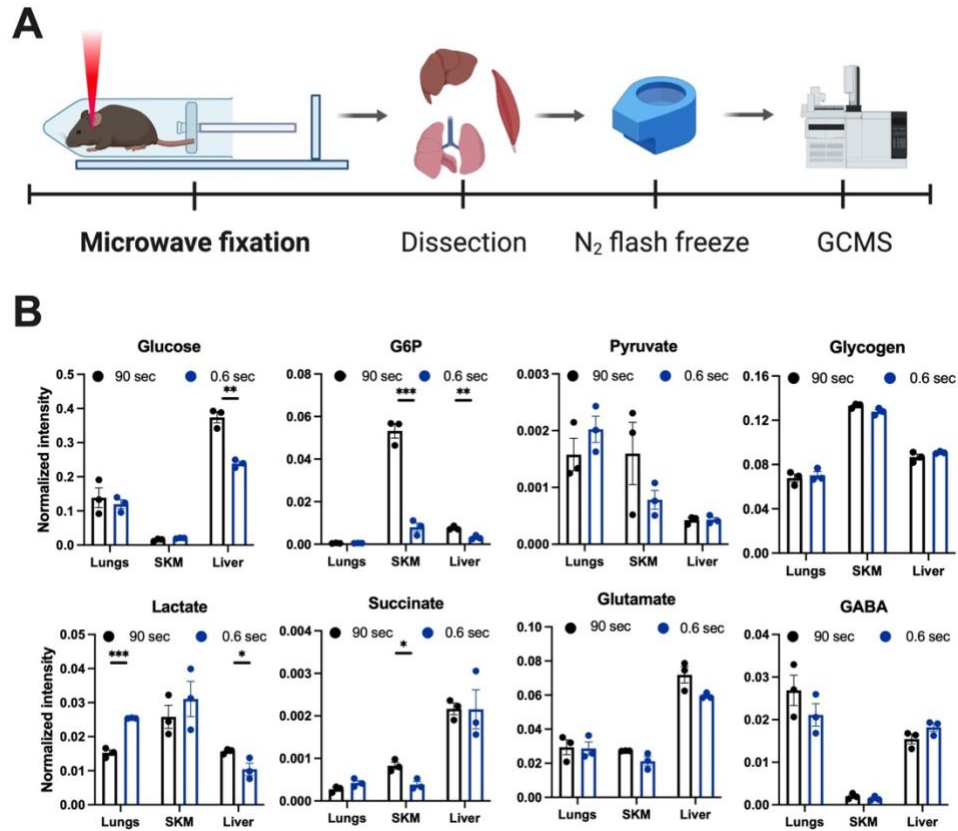 A
Microwave fixation
Dissection
N₂ flash freeze
GCMS
B
Glucose
90 sec
0.6 sec
Normalized intensity
0.5
0.4
0.3
0.2
0.1
0.0
**
Lungs
SKM
Liver
G6P
90 sec
0.6 sec
0.08
0.06
0.04
0.02
0.00
***
**
Lungs
SKM
Liver
Pyruvate
90 sec
0.6 sec
0.003
0.002
0.001
0.000
Lungs
SKM
Liver
Glycogen
90 sec
0.6 sec
0.16
0.12
0.08
0.04
0.00
Lungs
SKM
Liver
Lactate
90 sec
0.6 sec
Normalized intensity
0.05
0.04
0.03
0.02
0.01
0.00
***
*
Lungs
SKM
Liver
Succinate
90 sec
0.6 sec
0.004
0.003
0.002
0.001
0.000
*
Lungs
SKM
Liver
Glutamate
90 sec
0.6 sec
0.10
0.08
0.06
0.04
0.02
0.00
Lungs
SKM
Liver
GABA
90 sec
0.6 sec
0.04
0.03
0.02
0.01
0.00
Lungs
SKM
Liver